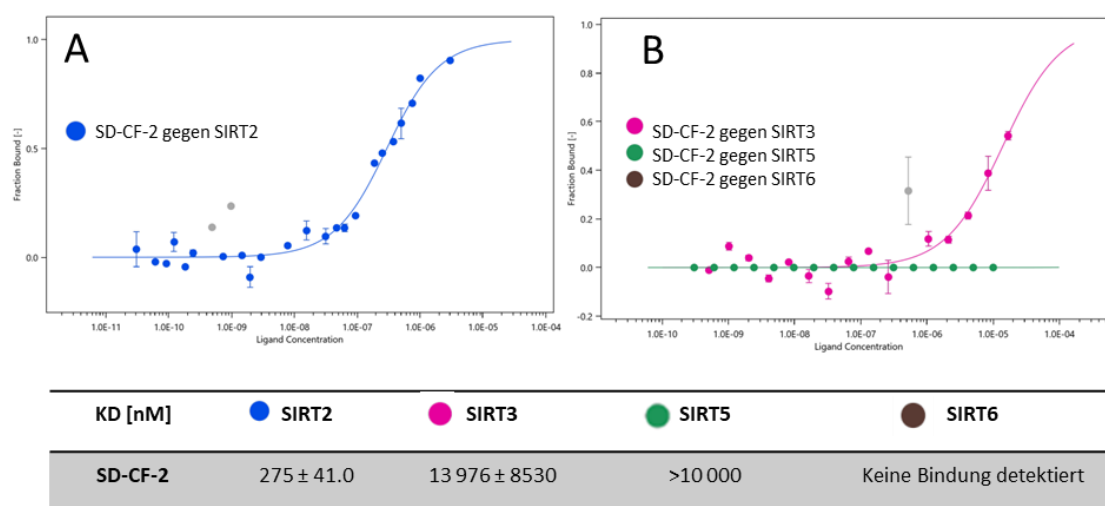 A
SD-CF-2 gegen SIRT2
Fraction Bound [-]
1.0
0.5
0.0
1.0E-11 1.0E-10 1.0E-09 1.0E-08 1.0E-07 1.0E-06 1.0E-05 1.0E-04
Ligand Concentration
B
SD-CF-2 gegen SIRT3
SD-CF-2 gegen SIRT5
SD-CF-2 gegen SIRT6
Fraction Bound [-]
1.0
0.8
0.6
0.4
0.2
0.0
-0.2
1.0E-10 1.0E-09 1.0E-08 1.0E-07 1.0E-06 1.0E-05 1.0E-04
Ligand Concentration
KD [nM] SIRT2 SIRT3 SIRT5 SIRT6
SD-CF-2 275 ± 41.0 13 976 ± 8530 >10 000 Keine Bindung detektiert